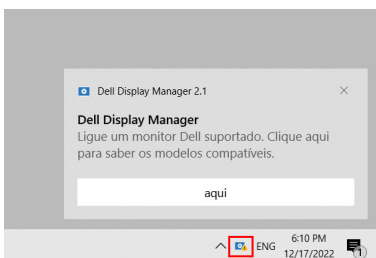 Dell Display Manager 2.1
Dell Display Manager
Ligue um monitor Dell suportado. Clique aqui
para saber os modelos compatíveis.
aqui
ENG
6:10 PM
12/17/2022
1